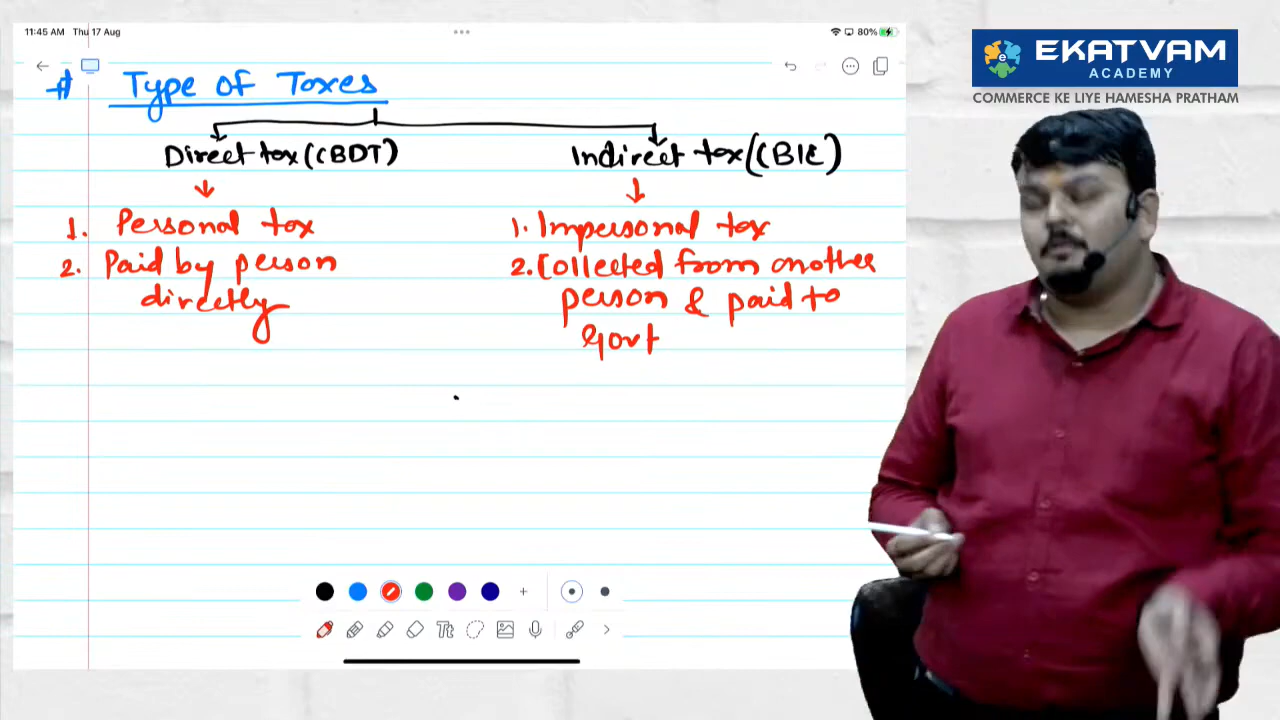 11:45 AM Thu 17 Aug
80%
EKATVAM
ACADEMY
COMMERCE KE LIYE HAMESHA PRATHAM
# Type of Taxes
Direct tax (CBDT)
Indirect tax (CBIC)
1. Personal tax
2. Paid by person
directly
1. Impersonal tax
2. Collected from another
person & paid to
Govt
Tt